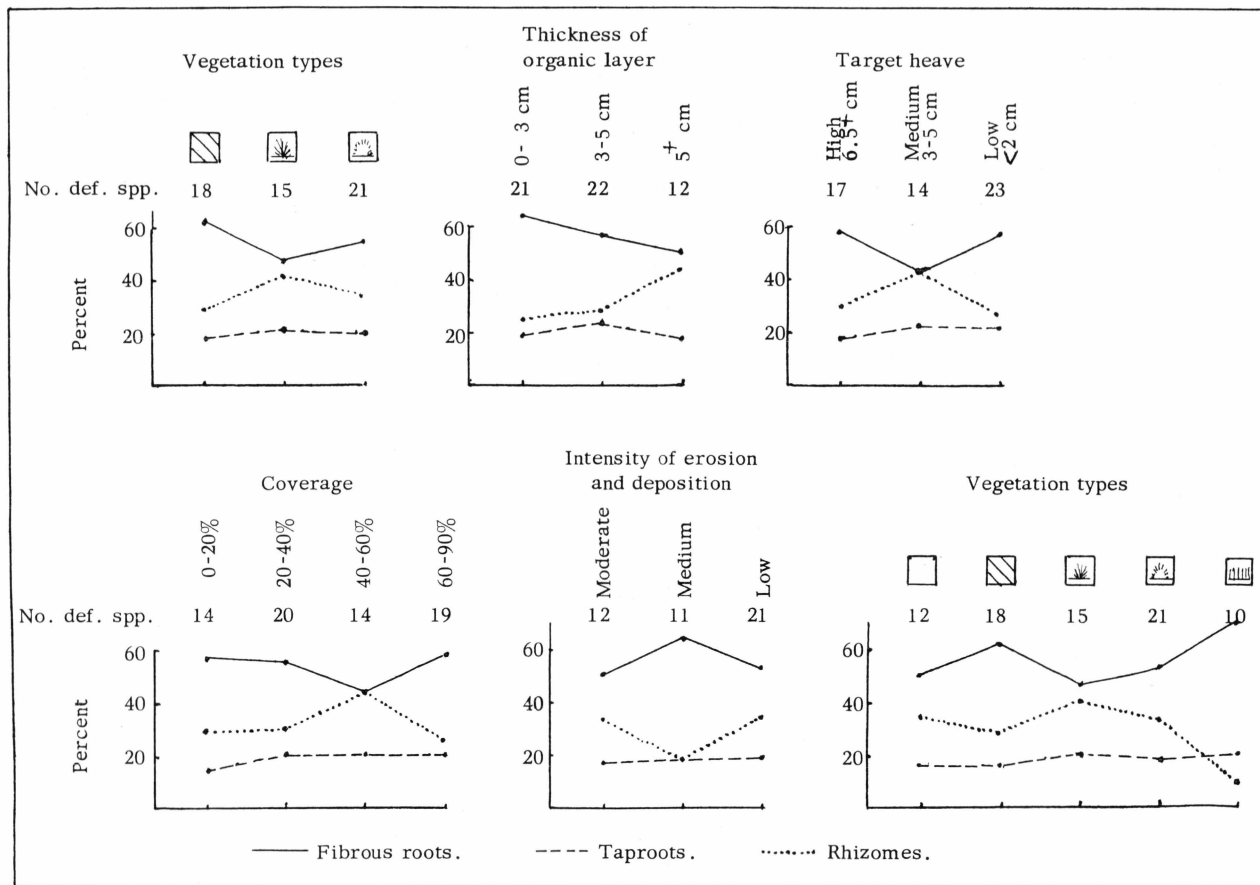 Vegetation types
Thickness of
organic layer
Target heave
0- 3 cm
3-5 cm
5+ cm
High
6.5+ cm
Medium
3-5 cm
Low
<2 cm
No. def. spp. 18 15 21
21 22 12
17 14 23
Percent
60
40
20
60
40
20
60
40
20
Coverage
Intensity of erosion
and deposition
Vegetation types
0-20%
20-40%
40-60%
60-90%
Moderate
Medium
Low
No. def. spp. 14 20 14 19
12 11 21
12 18 15 21 10
Percent
60
40
20
60
40
20
60
40
20
Fibrous roots.
Taproots.
Rhizomes.